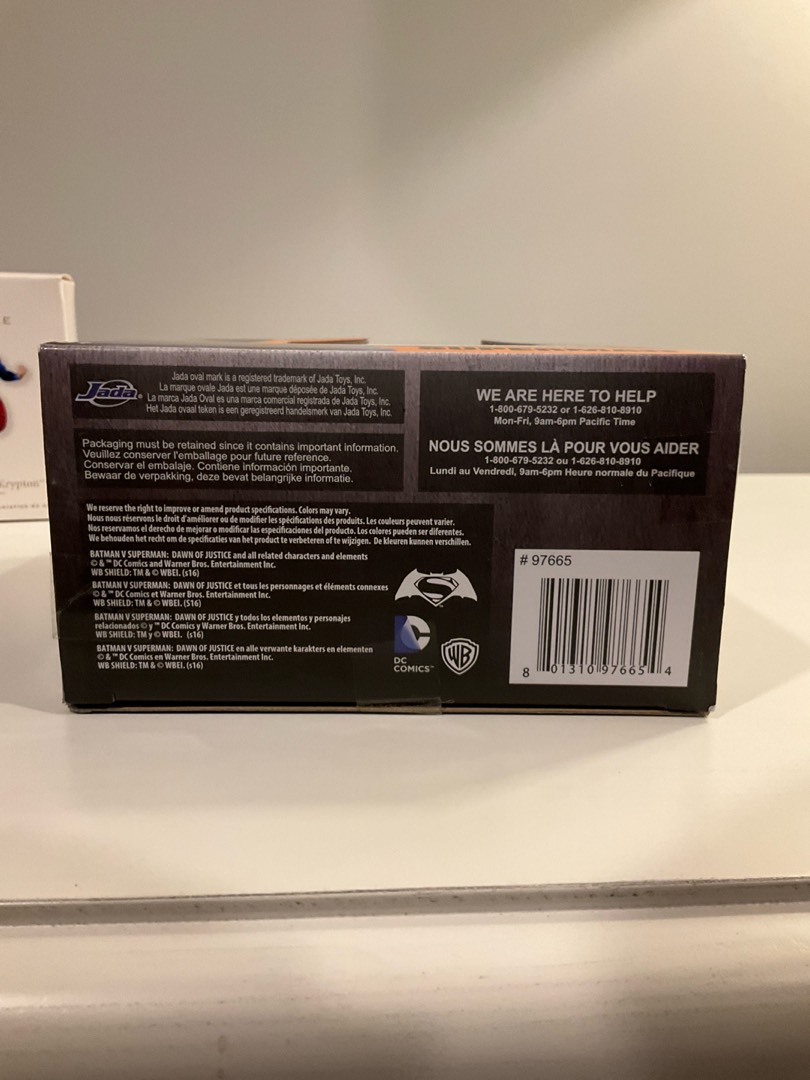 E
Krypton™
Jada®
Jada oval mark is a registered trademark of Jada Toys, Inc.
La marque ovale Jada est une marque déposée de Jada Toys, Inc.
La marca Jada Oval es una marca comercial registrada de Jada Toys, Inc.
Het Jada ovaal teken is een geregistreerd handelsmerk van Jada Toys, Inc.
Packaging must be retained since it contains important information.
Veuillez conserver l'emballage pour future reference.
Conservar el embalaje. Contiene información importante.
Bewaar de verpakking, deze bevat belangrijke informatie.
WE ARE HERE TO HELP
1-800-679-5232 or 1-626-810-8910
Mon-Fri, 9am-6pm Pacific Time
NOUS SOMMES LÀ POUR VOUS AIDER
1-800-679-5232 ou 1-626-810-8910
Lundi au Vendredi, 9am-6pm Heure normale du Pacifique
We reserve the right to improve or amend product specifications. Colors may vary.
Nous nous réservons le droit d'améliorer ou de modifier les spécifications des produits. Les couleurs peuvent varier.
Nos reservamos el derecho de mejorar o modificar las especificaciones del producto. Los colores pueden ser diferentes.
We behouden het recht om de specificaties van het product te verbeteren of te wijzigen. De kleuren kunnen verschillen.
BATMAN V SUPERMAN: DAWN OF JUSTICE and all related characters and elements
© & ™ DC Comics and Warner Bros. Entertainment Inc.
WB SHIELD: TM & © WBEI. (s16)
BATMAN V SUPERMAN: DAWN OF JUSTICE et tous les personnages et éléments connexes
© & ™ DC Comics et Warner Bros. Entertainment Inc.
WB SHIELD: TM & © WBEI. (S16)
BATMAN V SUPERMAN: DAWN OF JUSTICE y todos los elementos y personajes
relacionados © y ™ DC Comics y Warner Bros. Entertainment Inc.
WB SHIELD: TM y © WBEI. (s16)
BATMAN V SUPERMAN: DAWN OF JUSTICE en alle verwante karakters en elementen
© & ™ DC Comics en Warner Bros. Entertainment Inc.
WB SHIELD: TM & © WBEI. (s16)
DC
COMICS™
WB
# 97665
8 01310 97665 4